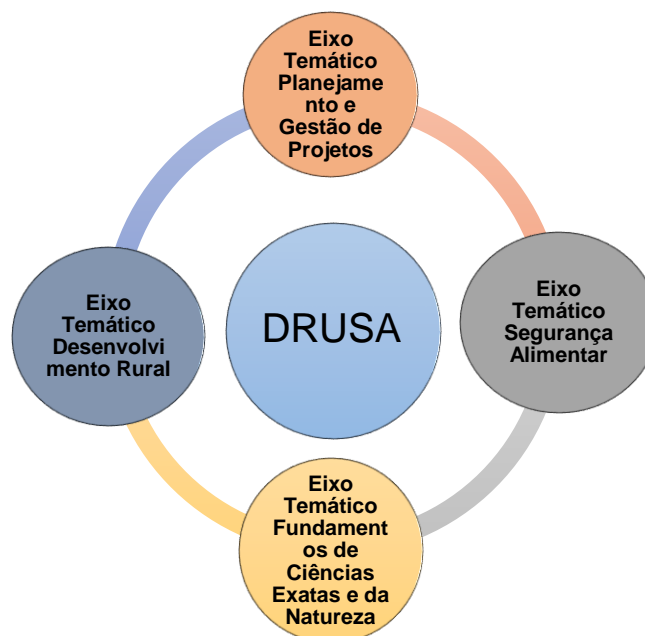 Eixo
Temático
Planejame
nto e
Gestão de
Projetos
Eixo
Temático
Desenvolvi
mento Rural
DRUSA
Eixo
Temático
Segurança
Alimentar
Eixo
Temático
Fundament
os de
Ciências
Exatas e da
Natureza